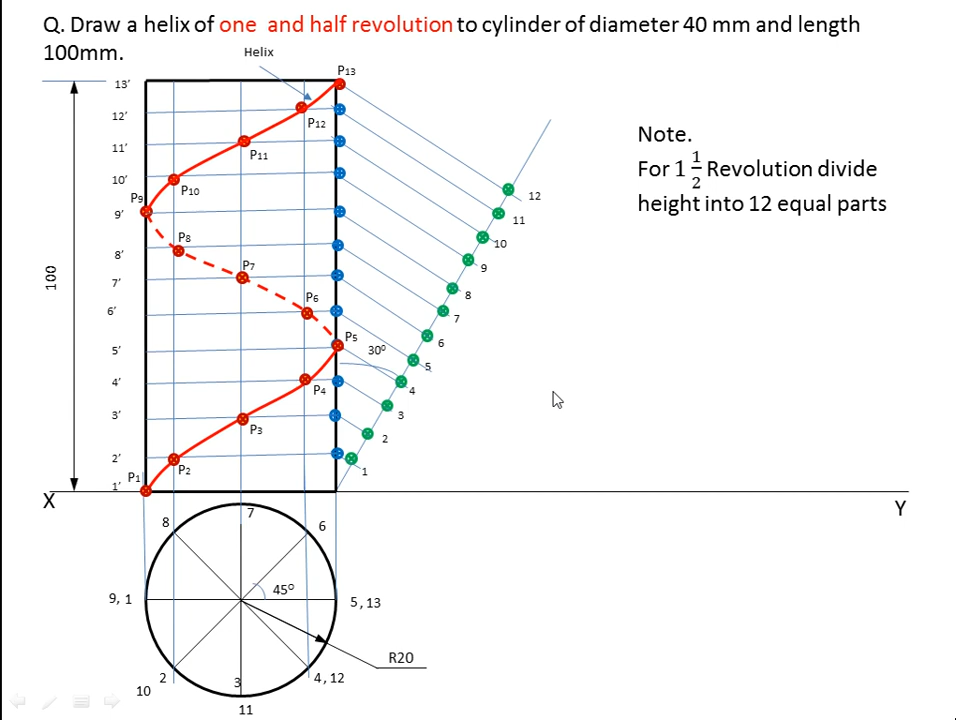 Q. Draw a helix of one and half revolution to cylinder of diameter 40 mm and length
100mm.
Helix
P13
13'
12'
P12
11'
P11
10'
P10
P9
9'
P8
8'
P7
7'
P6
6'
P5
5'
30⁰
4'
P4
3'
P3
2'
P2
P1
1'
100
12
11
10
9
8
7
6
5
4
3
2
1
Note.
For 1 1/2 Revolution divide
height into 12 equal parts
X
Y
7
8
6
45⁰
9, 1
5, 13
R20
2
3
4, 12
10
11